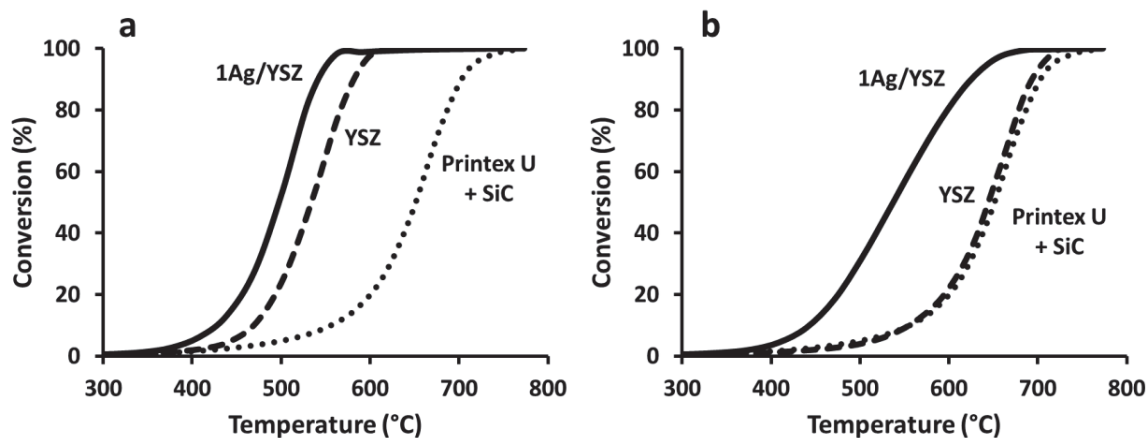 a
100
80
60
40
20
0
Conversion (%)
1Ag/YSZ
YSZ
Printex U
+ SiC
300 400 500 600 700 800
Temperature (°C)
b
100
80
60
40
20
0
Conversion (%)
1Ag/YSZ
YSZ
Printex U
+ SiC
300 400 500 600 700 800
Temperature (°C)